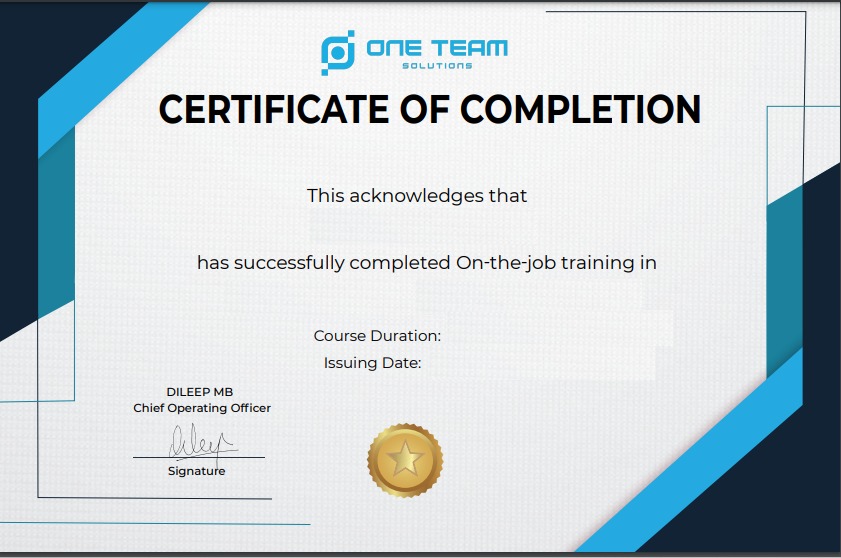 ONE TEAM
SOLUTIONS
CERTIFICATE OF COMPLETION
This acknowledges that
has successfully completed On-the-job training in
Course Duration:
Issuing Date:
DILEEP MB
Chief Operating Officer
Dileep
Signature